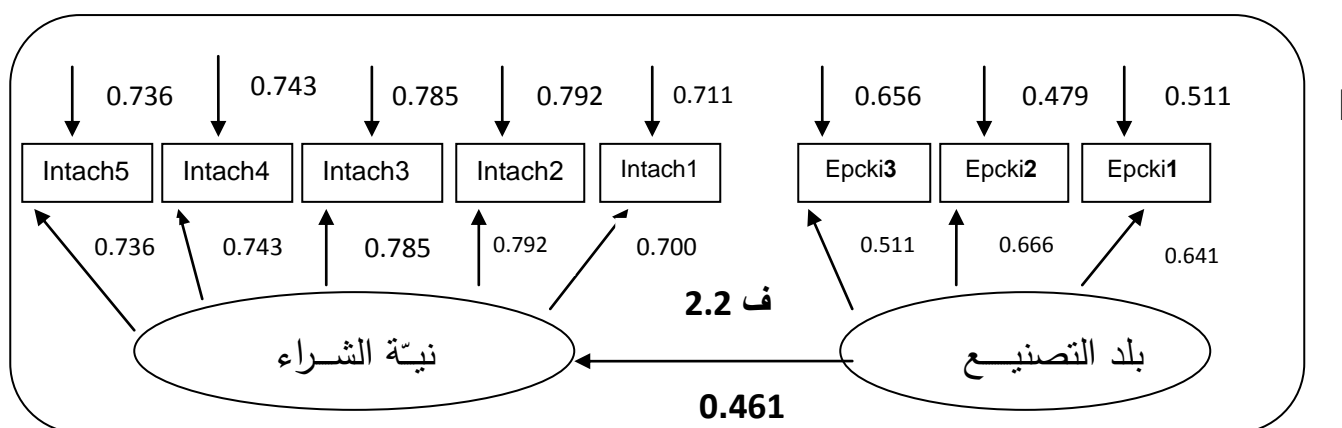 0.736 0.743 0.785 0.792 0.711 0.656 0.479 0.511
Intach5 Intach4 Intach3 Intach2 Intach1 Epcki3 Epcki2 Epcki1
0.736 0.743 0.785 0.792 0.700 0.511 0.666 0.641
ف 2.2
نيّة الشــراء بلد التصنيـــع
0.461